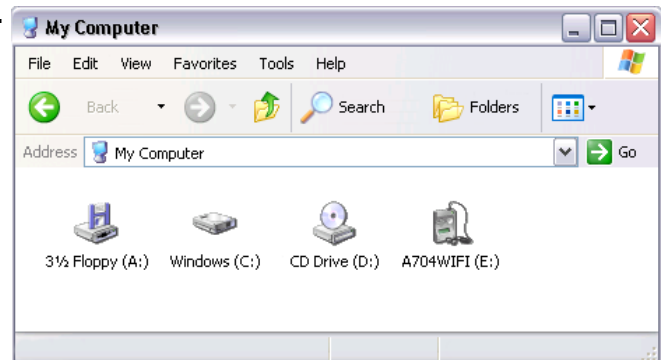 My Computer
File Edit View Favorites Tools Help
Back Search Folders
Address My Computer Go
3½ Floppy (A:) Windows (C:) CD Drive (D:) A704WIFI (E:)